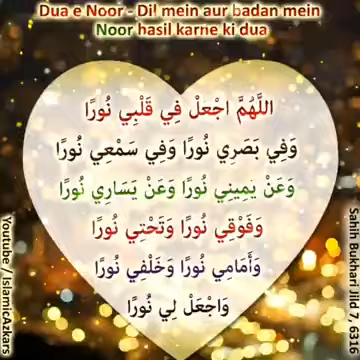 Dua e Noor - Dil mein aur badan mein
Noor hasil karne ki dua
اللَّهُمَّ اجْعَلْ فِي قَلْبِي نُورًا
وَفِي بَصَرِي نُورًا وَفِي سَمْعِي نُورًا
وَعَنْ يَمِينِي نُورًا وَعَنْ يَسَارِي نُورًا
وَفَوْقِي نُورًا وَتَحْتِي نُورًا
وَأَمَامِي نُورًا وَخَلْفِي نُورًا
وَاجْعَلْ لِي نُورًا
Youtube / IslamicAzkars
Sahih Bukhari Jild 7, 6316